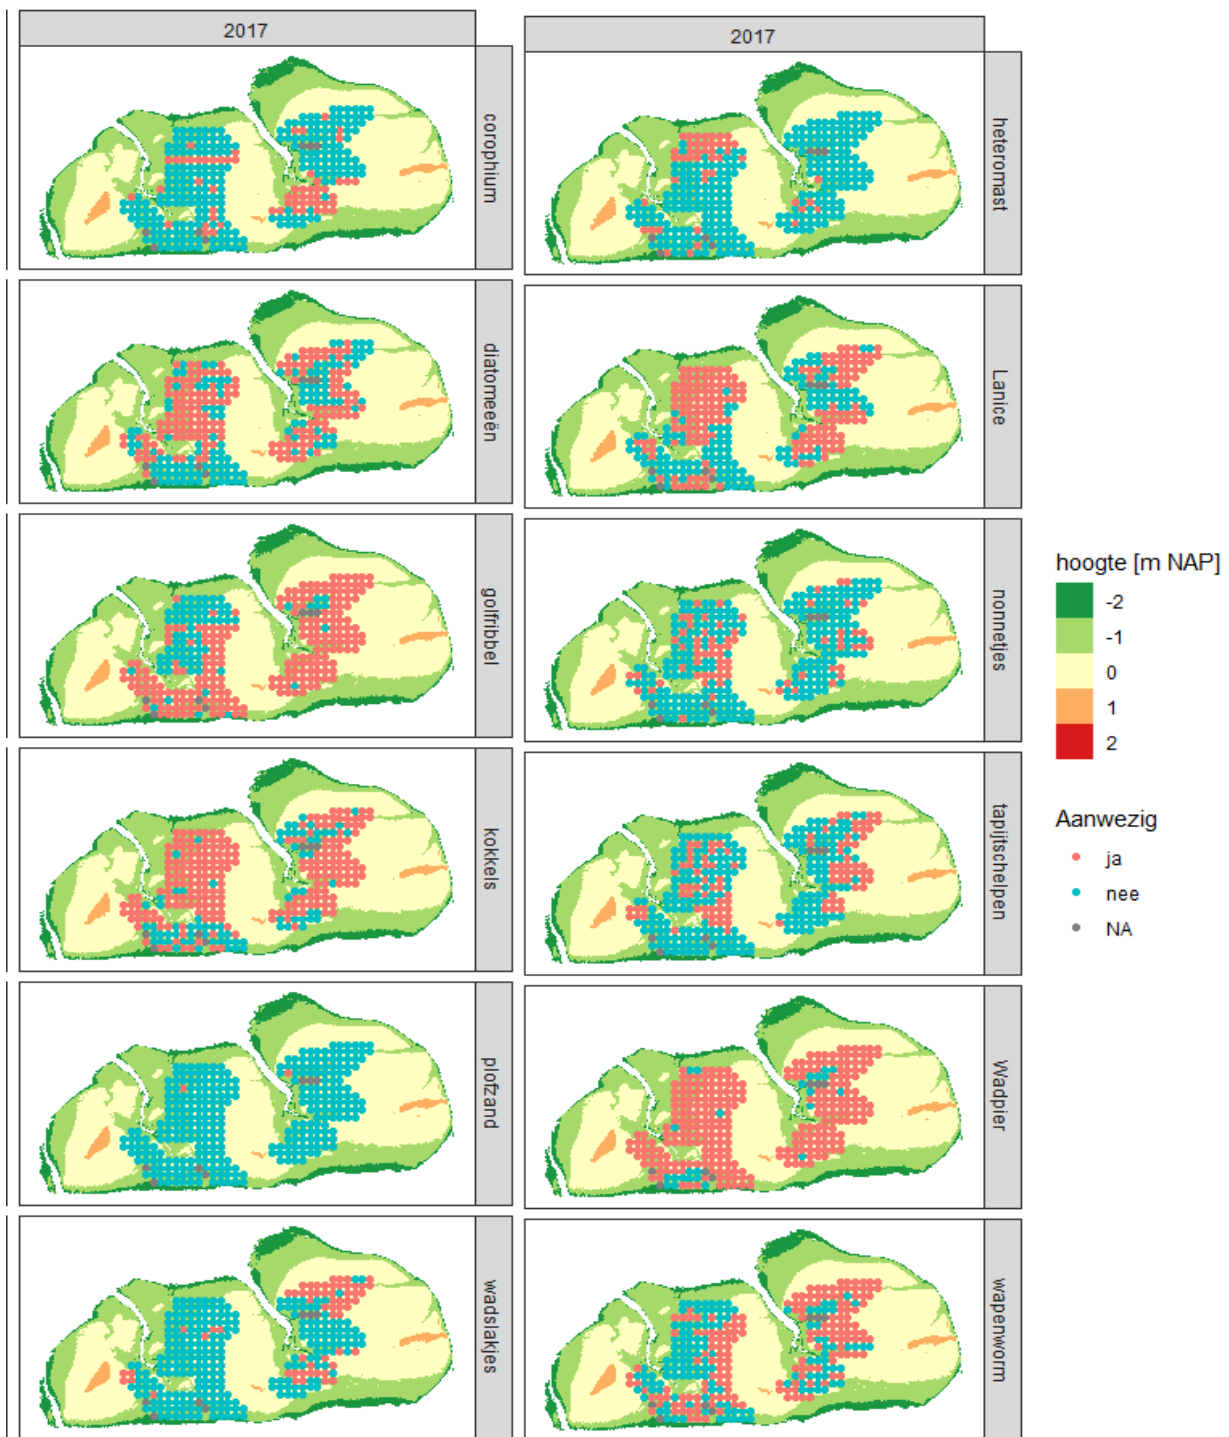 2017
corophium
diatomeeën
golfribbel
kokkels
plofzand
wadslakjes
2017
heteromast
Lanice
nonnetjes
tapijtschelpen
Wadpier
wapenworm
hoogte [m NAP]
-2
-1
0
1
2
Aanwezig
ja
nee
NA